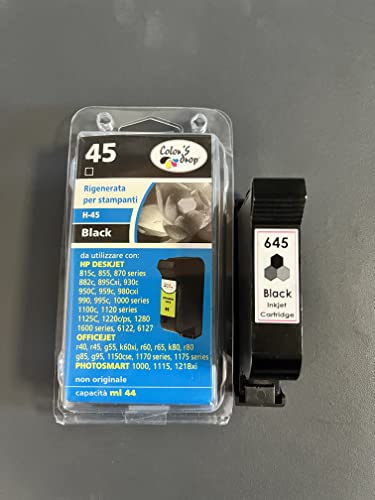 45
Color'S
drop
Rigenerata
per stampanti
H-45
Black
da utilizzare con:
HP DESKJET
815c, 855, 870 series
882c, 895Cxi, 930c
950C, 959c, 980cxi
990, 995c, 1000 series
1100c, 1120 series
1125C, 1220c/ps, 1280
1600 series, 6122, 6127
OFFICEJET
r40, r45, g55, k60xi, r60, r65, k80, r80
g85, g95, 1150cse, 1170 series, 1175 series
PHOTOSMART 1000, 1115, 1218xi
non originale
capacità ml 44
45
645
Black
Inkjet
Cartridge